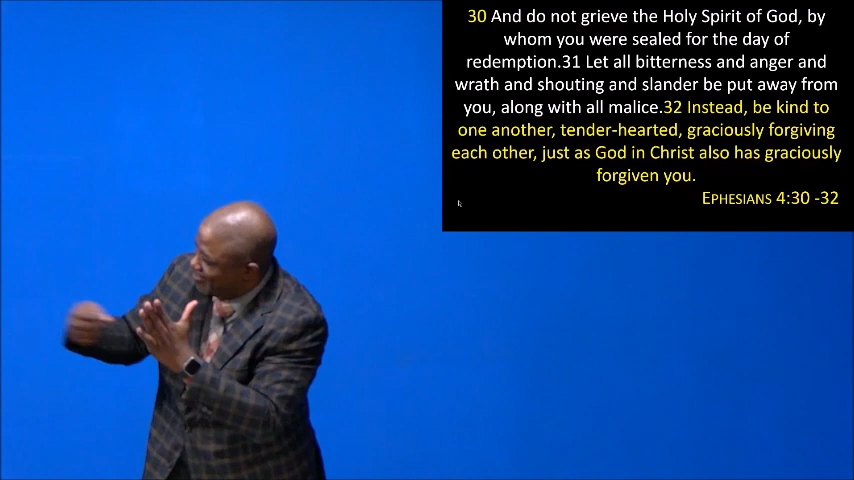 30 And do not grieve the Holy Spirit of God, by
whom you were sealed for the day of
redemption.31 Let all bitterness and anger and
wrath and shouting and slander be put away from
you, along with all malice.32 Instead, be kind to
one another, tender-hearted, graciously forgiving
each other, just as God in Christ also has graciously
forgiven you.
EPHESIANS 4:30 -32